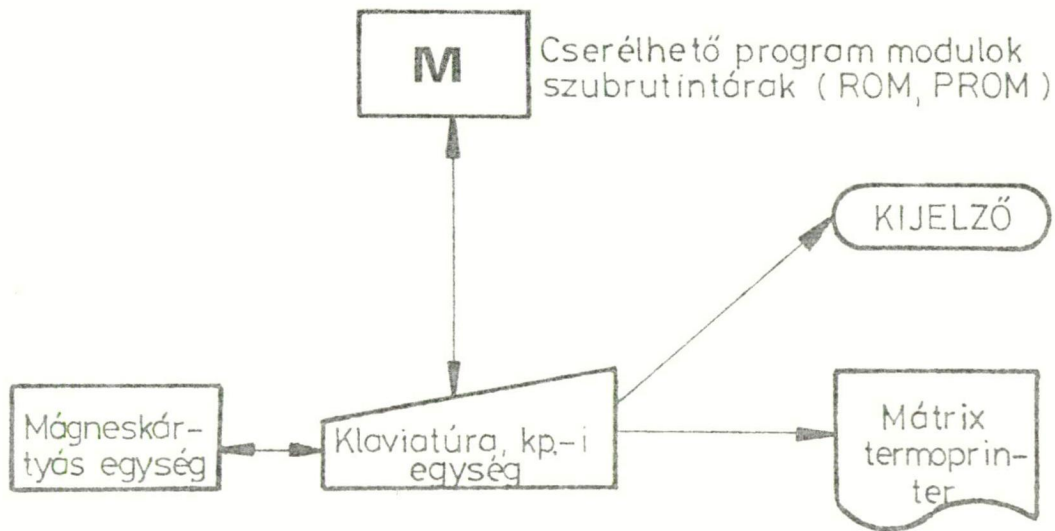 M
Cserélhető program modulok
szubrutintárak ( ROM, PROM )
KIJELZŐ
Mágneskár-
tyás egység
Klaviatúra, kp.-i
egység
Mátrix
termoprin-
ter